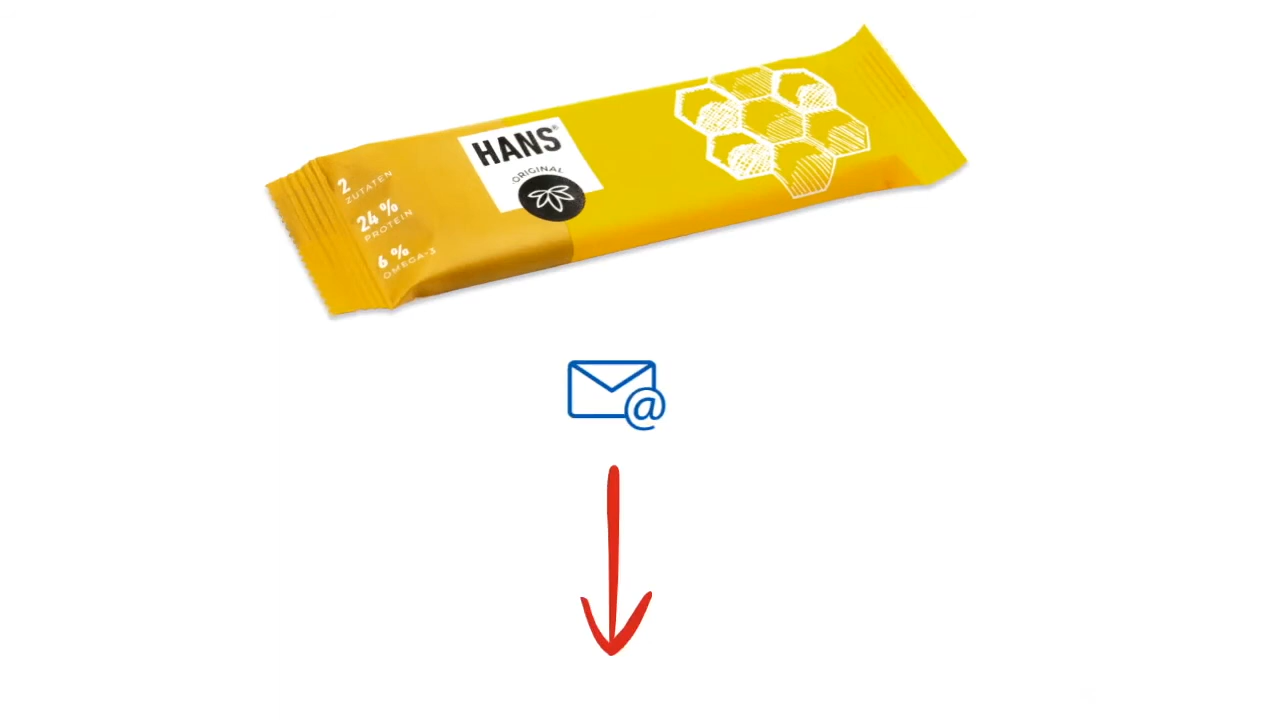 HANS®
ORIGINAL
2
ZUTATEN
24 %
PROTEIN
6 %
OMEGA-3
@